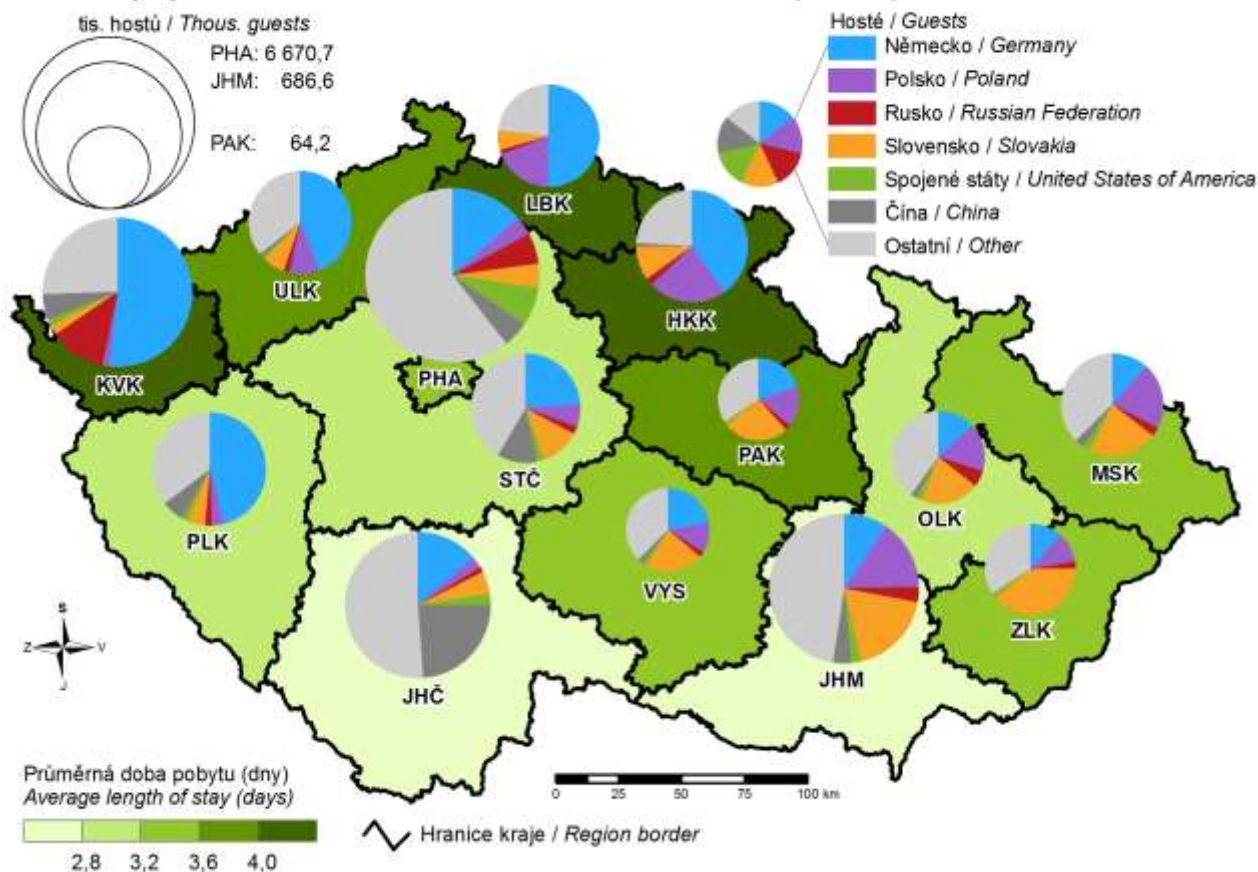 tis. hostů / Thous. guests
PHA: 6 670,7
JHM: 686,6
PAK: 64,2
Hosté / Guests
Německo / Germany
Polsko / Poland
Rusko / Russian Federation
Slovensko / Slovakia
Spojené státy / United States of America
Čína / China
Ostatní / Other
LBK
ULK
HKK
KVK
PHA
STČ
PAK
MSK
OLK
PLK
VYS
ZLK
JHČ
JHM
S
Z V
J
Průměrná doba pobytu (dny)
Average length of stay (days)
2,8 3,2 3,6 4,0
Hranice kraje / Region border
0 25 50 75 100 km